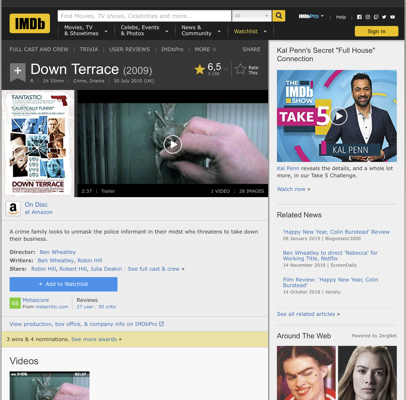 IMDb
Find Movies, TV shows, Celebrities and more...
All
IMDbPro
Help
Movies, TV & Showtimes
Celebs, Events & Photos
News & Community
Watchlist
Sign in
FULL CAST AND CREW | TRIVIA | USER REVIEWS | IMDbPro | MORE
SHARE
Down Terrace (2009)
1h 33min | Crime, Drama | 30 July 2010 (UK)
6,5
Rate This
FANTASTIC!
DOWN TERRACE
2:37 | Trailer
1 VIDEO | 28 IMAGES
On Disc
at Amazon
A crime family looks to unmask the police informant in their midst who threatens to take down
their business.
Director: Ben Wheatley
Writers: Ben Wheatley, Robin Hill
Stars: Robin Hill, Robert Hill, Julia Deakin | See full cast & crew »
+ Add to Watchlist
68
Metascore
From metacritic.com
Reviews
27 user | 50 critic
View production, box office, & company info on IMDbPro
3 wins & 4 nominations. See more awards »
Videos
Kal Penn's Secret "Full House"
Connection
THE IMDb SHOW
TAKE 5
KAL PENN
Kal Penn reveals the details, and a whole lot
more, in our Take 5 Challenge.
Watch now »
Related News
'Happy New Year, Colin Burstead' Review
09 January 2019 | Blogomatic3000
Ben Wheatley to direct 'Rebecca' for
Working Title, Netflix
14 November 2018 | ScreenDaily
Film Review: 'Happy New Year, Colin
Burstead'
14 October 2018 | Variety
See all related articles »
Around The Web
Powered by ZergNet